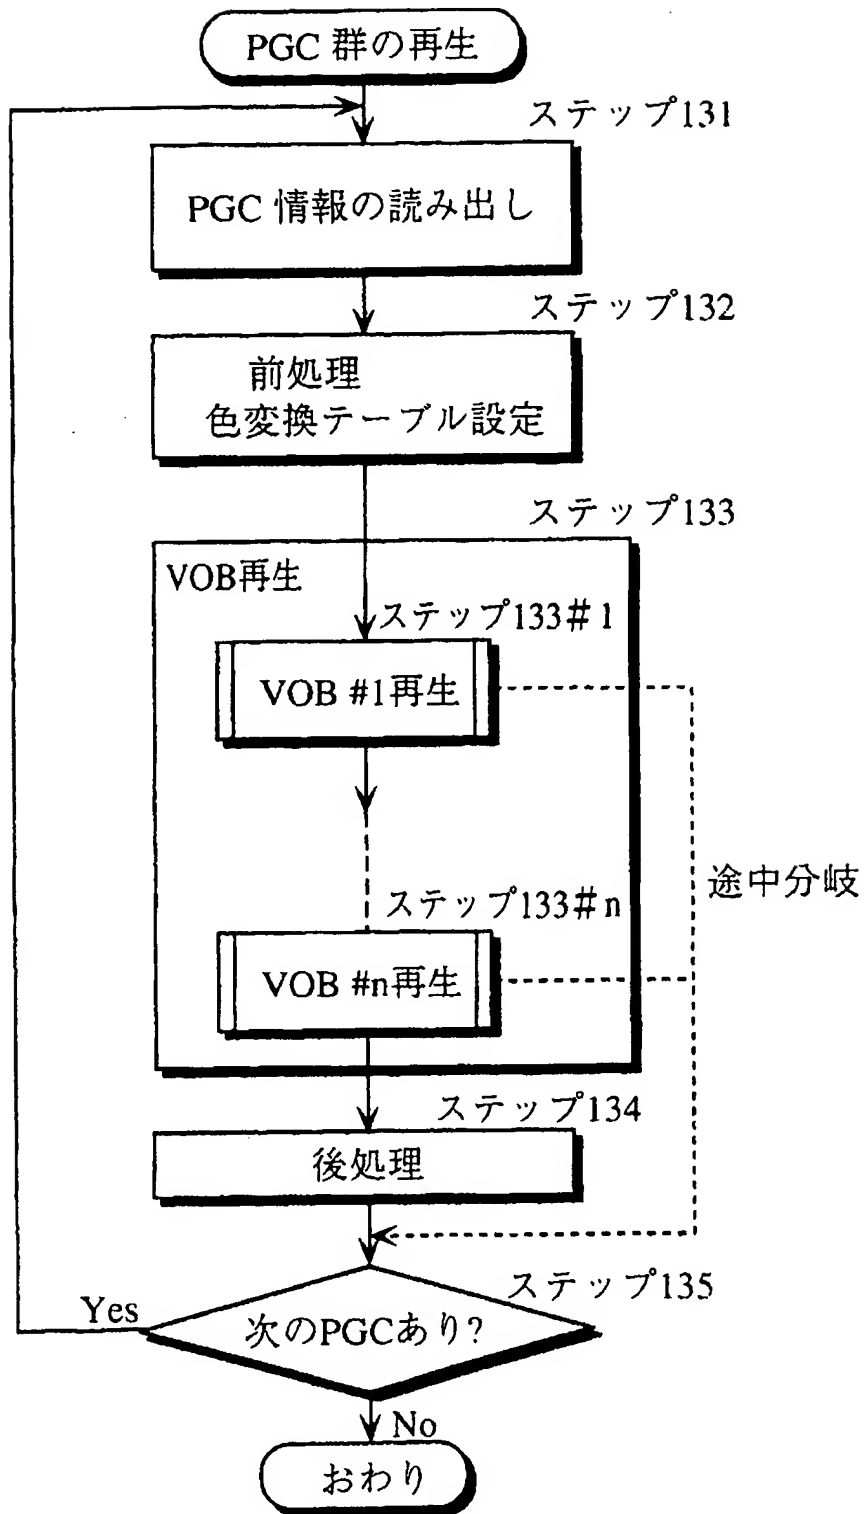 PGC 群の再生
ステップ131
PGC 情報の読み出し
ステップ132
前処理
色変換テーブル設定
ステップ133
VOB再生
ステップ133＃1
VOB #1再生
途中分岐
ステップ133＃n
VOB #n再生
ステップ134
後処理
ステップ135
Yes
次のPGCあり?
No
おわり